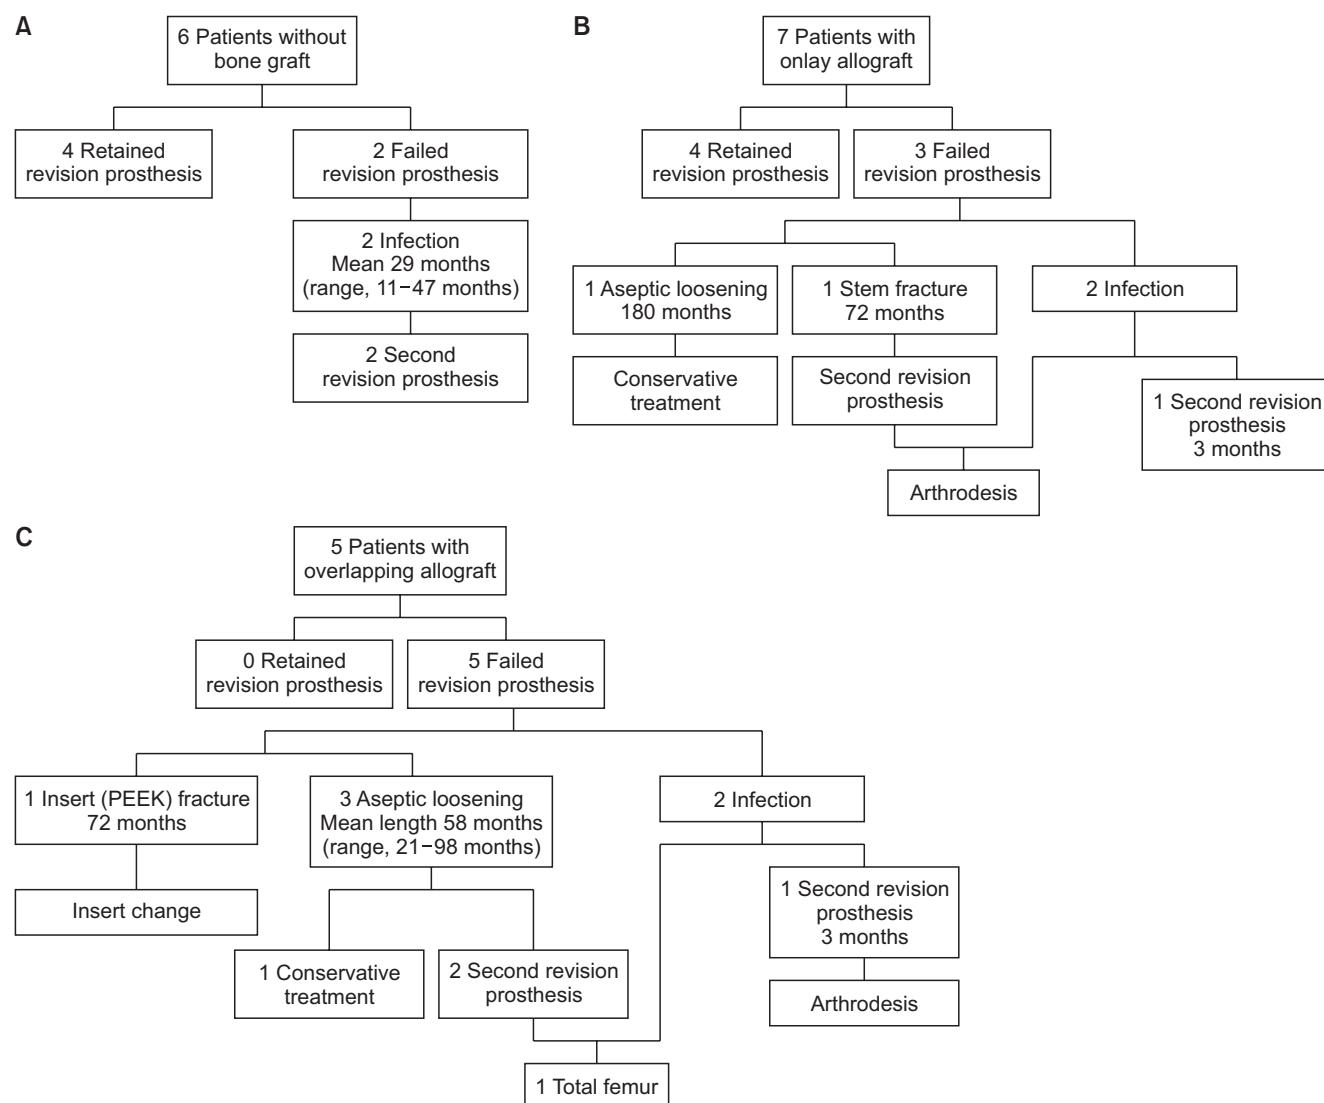 A
6 Patients without
bone graft
4 Retained
revision prosthesis
2 Failed
revision prosthesis
2 Infection
Mean 29 months
(range, 11–47 months)
2 Second
revision prosthesis
B
7 Patients with
onlay allograft
4 Retained
revision prosthesis
3 Failed
revision prosthesis
1 Aseptic loosening
180 months
1 Stem fracture
72 months
2 Infection
Conservative
treatment
Second revision
prosthesis
1 Second revision
prosthesis
3 months
Arthrodesis
C
5 Patients with
overlapping allograft
0 Retained
revision prosthesis
5 Failed
revision prosthesis
1 Insert (PEEK) fracture
72 months
3 Aseptic loosening
Mean length 58 months
(range, 21–98 months)
2 Infection
Insert change
1 Conservative
treatment
2 Second revision
prosthesis
1 Second revision
prosthesis
3 months
Arthrodesis
1 Total femur